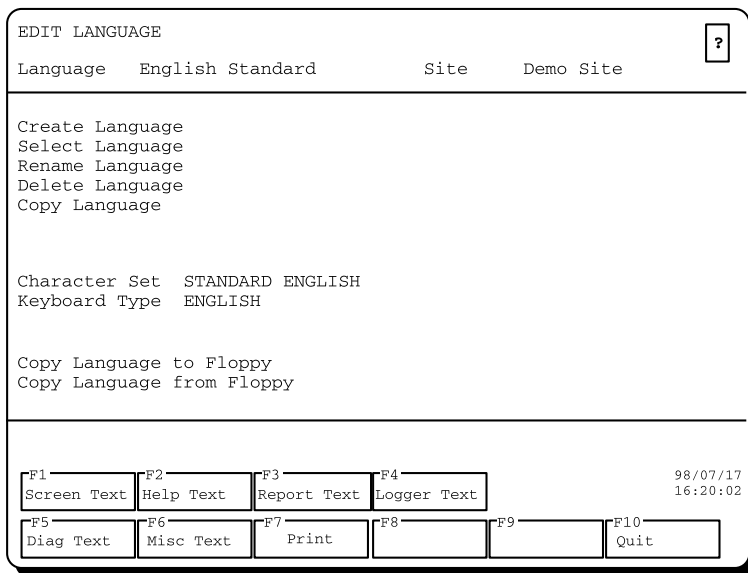 EDIT LANGUAGE
?
Language English Standard Site Demo Site
Create Language
Select Language
Rename Language
Delete Language
Copy Language
Character Set STANDARD ENGLISH
Keyboard Type ENGLISH
Copy Language to Floppy
Copy Language from Floppy
F1 F2 F3 F4 98/07/17
Screen Text Help Text Report Text Logger Text 16:20:02
F5 F6 F7 F8 F9 F10
Diag Text Misc Text Print Quit